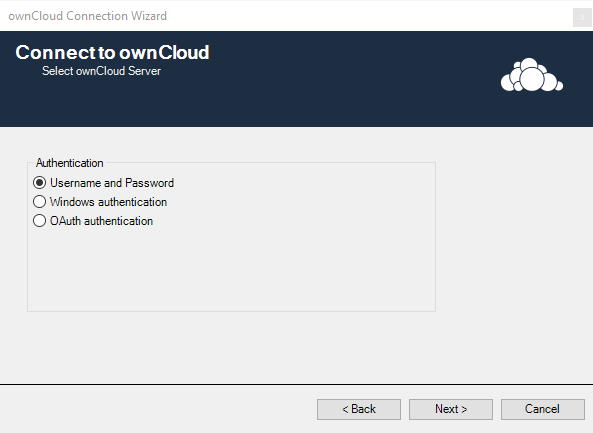 ownCloud Connection Wizard
x
Connect to ownCloud
Select ownCloud Server
Authentication
Username and Password
Windows authentication
OAuth authentication
< Back Next > Cancel